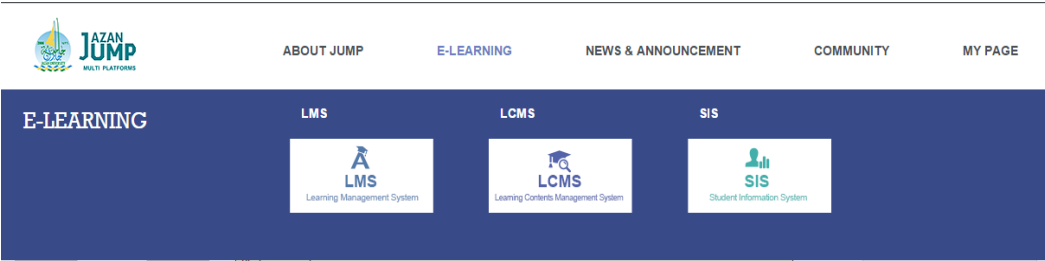 JAZAN
JUMP
MULTI PLATFORMS
ABOUT JUMP
E-LEARNING
NEWS & ANNOUNCEMENT
COMMUNITY
MY PAGE
E-LEARNING
LMS
LCMS
SIS
LMS
Learning Management System
LCMS
Learning Contents Management System
SIS
Student Information System